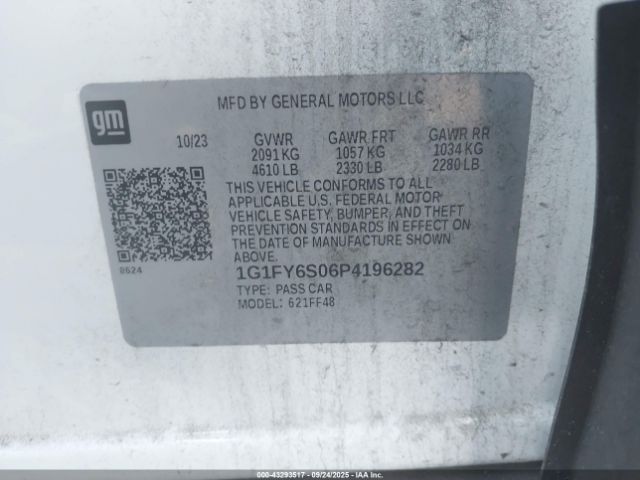 gm
MFD BY GENERAL MOTORS LLC
10/23 GVWR GAWR FRT GAWR RR
2091 KG 1057 KG 1034 KG
4610 LB 2330 LB 2280 LB
THIS VEHICLE CONFORMS TO ALL
APPLICABLE U.S. FEDERAL MOTOR
VEHICLE SAFETY, BUMPER, AND THEFT
PREVENTION STANDARDS IN EFFECT ON
THE DATE OF MANUFACTURE SHOWN
ABOVE.
0624
1G1FY6S06P4196282
TYPE: PASS CAR
MODEL: 621FF48
000-43293517 - 09/24/2025 - IAAI.COM